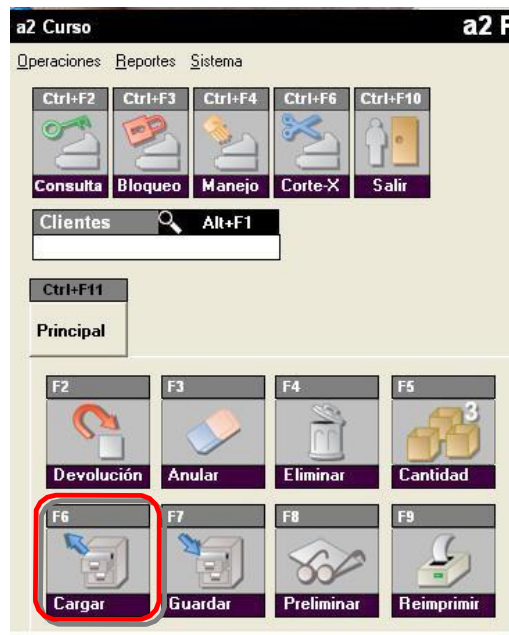 a2 Curso
a2 F
Operaciones Reportes Sistema
Ctrl+F2 Ctrl+F3 Ctrl+F4 Ctrl+F6 Ctrl+F10
Consulta Bloqueo Manejo Corte-X Salir
Clientes Alt+F1
Ctrl+F11
Principal
F2 F3 F4 F5
3
Devolución Anular Eliminar Cantidad
F6 F7 F8 F9
Cargar Guardar Preliminar Reimprimir